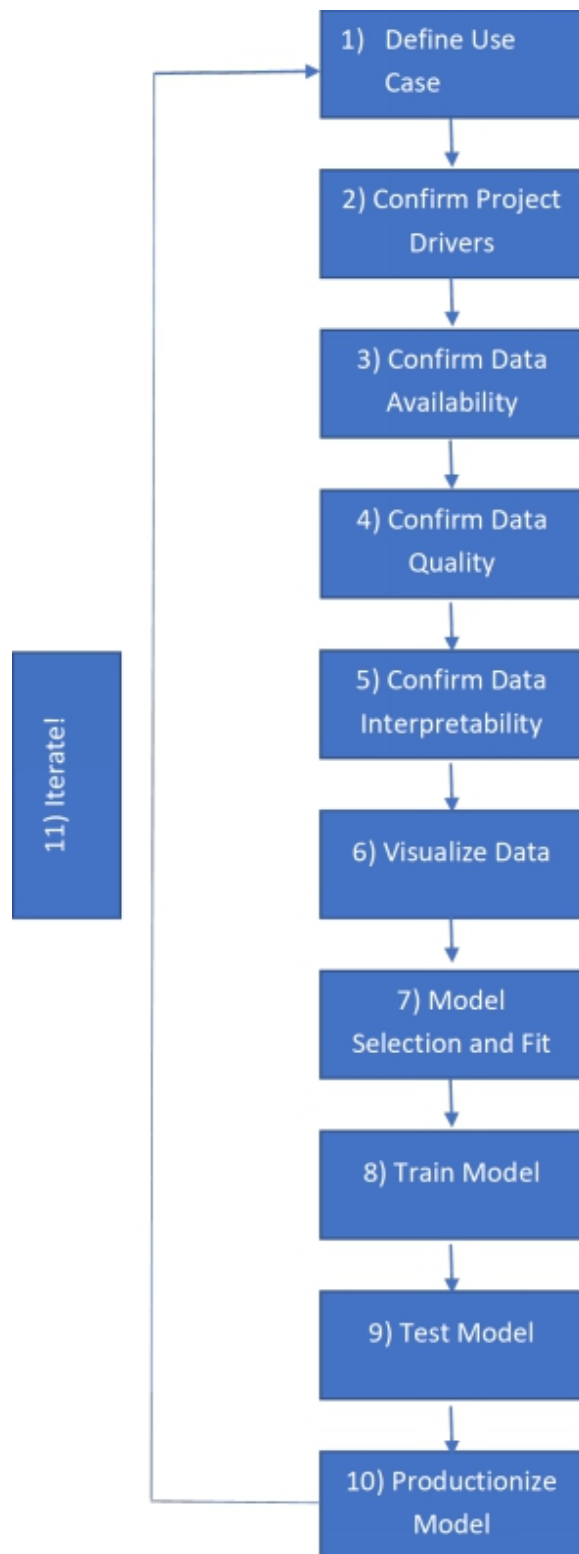 1) Define Use
Case
2) Confirm Project
Drivers
3) Confirm Data
Availability
4) Confirm Data
Quality
5) Confirm Data
Interpretability
6) Visualize Data
7) Model
Selection and Fit
8) Train Model
9) Test Model
10) Productionize
Model
11) Iterate!